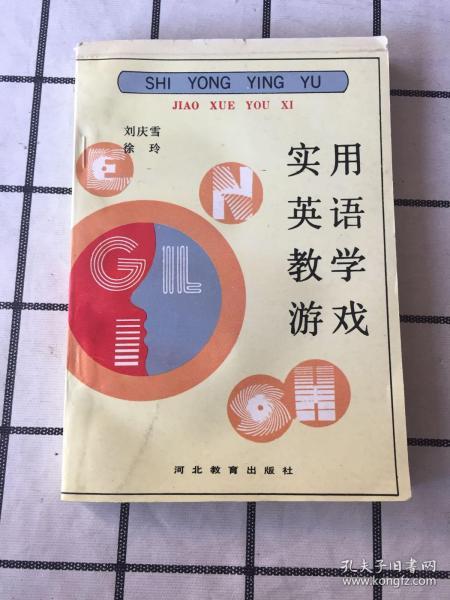 SHI YONG YING YU
JIAO XUE YOU XI
刘庆雪
徐玲
实用
英语
教学
游戏
E
N
G
L
I
S
H
河北教育出版社
孔夫子旧书网
www.kongfz.com